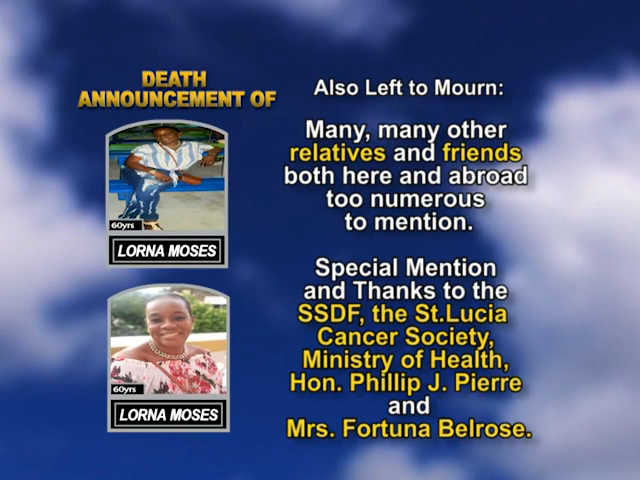 DEATH
ANNOUNCEMENT OF
60yrs
LORNA MOSES
60yrs
LORNA MOSES
Also Left to Mourn:
Many, many other
relatives and friends
both here and abroad
too numerous
to mention.
Special Mention
and Thanks to the
SSDF, the St.Lucia
Cancer Society,
Ministry of Health,
Hon. Phillip J. Pierre
and
Mrs. Fortuna Belrose.